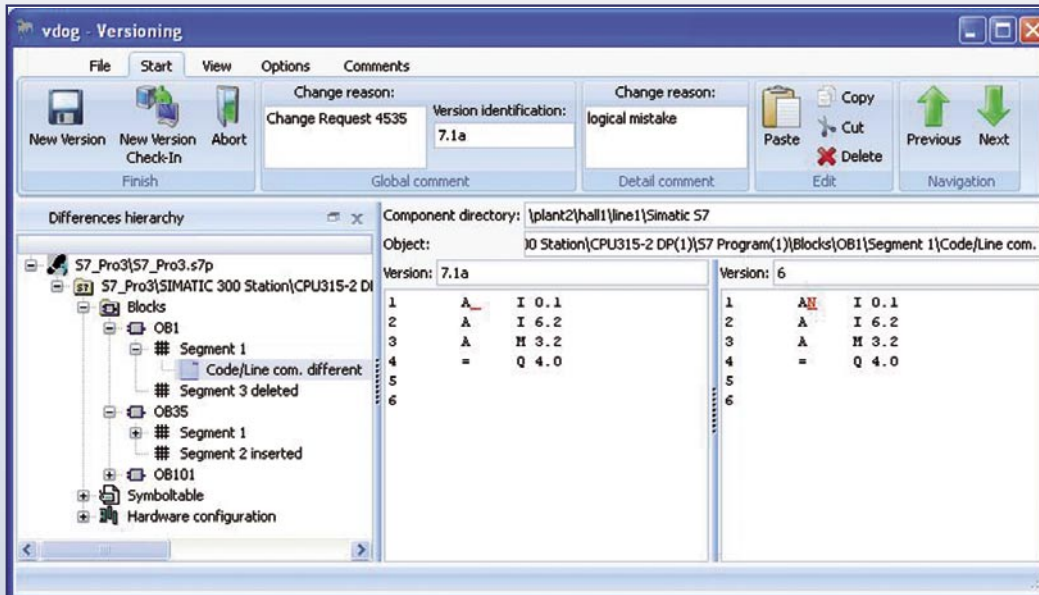 vdog - Versioning
File Start View Options Comments
New Version
New Version Check-In
Abort
Finish
Change reason:
Change Request 4535
Version identification:
7.1a
Global comment
Change reason:
logical mistake
Detail comment
Paste
Copy
Cut
Delete
Edit
Previous
Next
Navigation
Differences hierarchy
S7_Pro3\S7_Pro3.s7p
S7_Pro3\SIMATIC 300 Station\CPU315-2 D
Blocks
OB1
Segment 1
Code/Line com. different
Segment 3 deleted
OB35
Segment 1
Segment 2 inserted
OB101
Symboltable
Hardware configuration
Component directory: \plant2\hall1\line1\Simatic S7
Object: 00 Station\CPU315-2 DP(1)\S7 Program(1)\Blocks\OB1\Segment 1\Code/Line com.
Version: 7.1a
1 A_ I 0.1
2 A I 6.2
3 A M 3.2
4 = Q 4.0
5
6
Version: 6
1 AN I 0.1
2 A I 6.2
3 A M 3.2
4 = Q 4.0
5
6